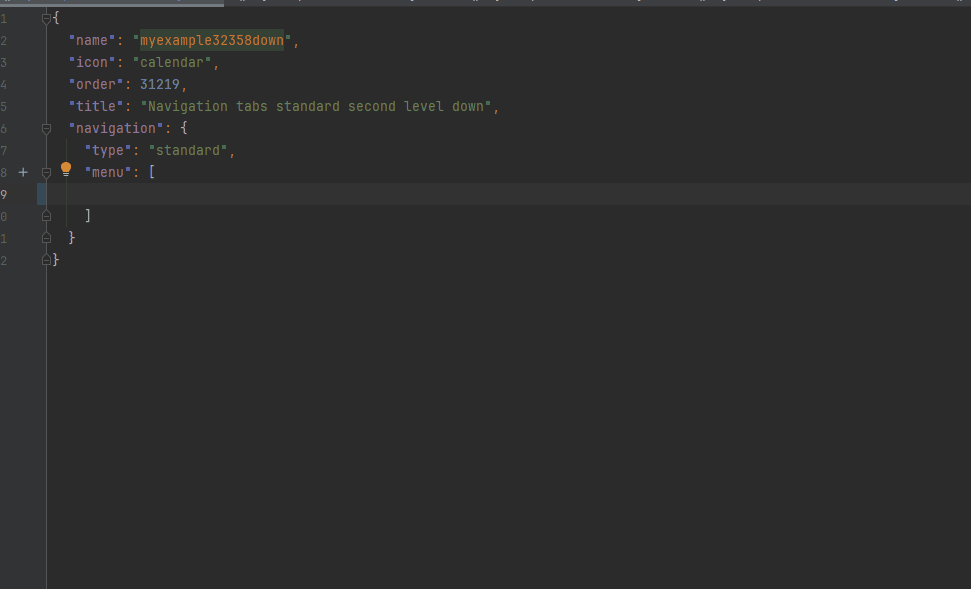 1 {
2 "name": "myexample32358down",
3 "icon": "calendar",
4 "order": 31219,
5 "title": "Navigation tabs standard second level down",
6 "navigation": {
7 "type": "standard",
8 "menu": [
9
0 ]
1 }
2 }